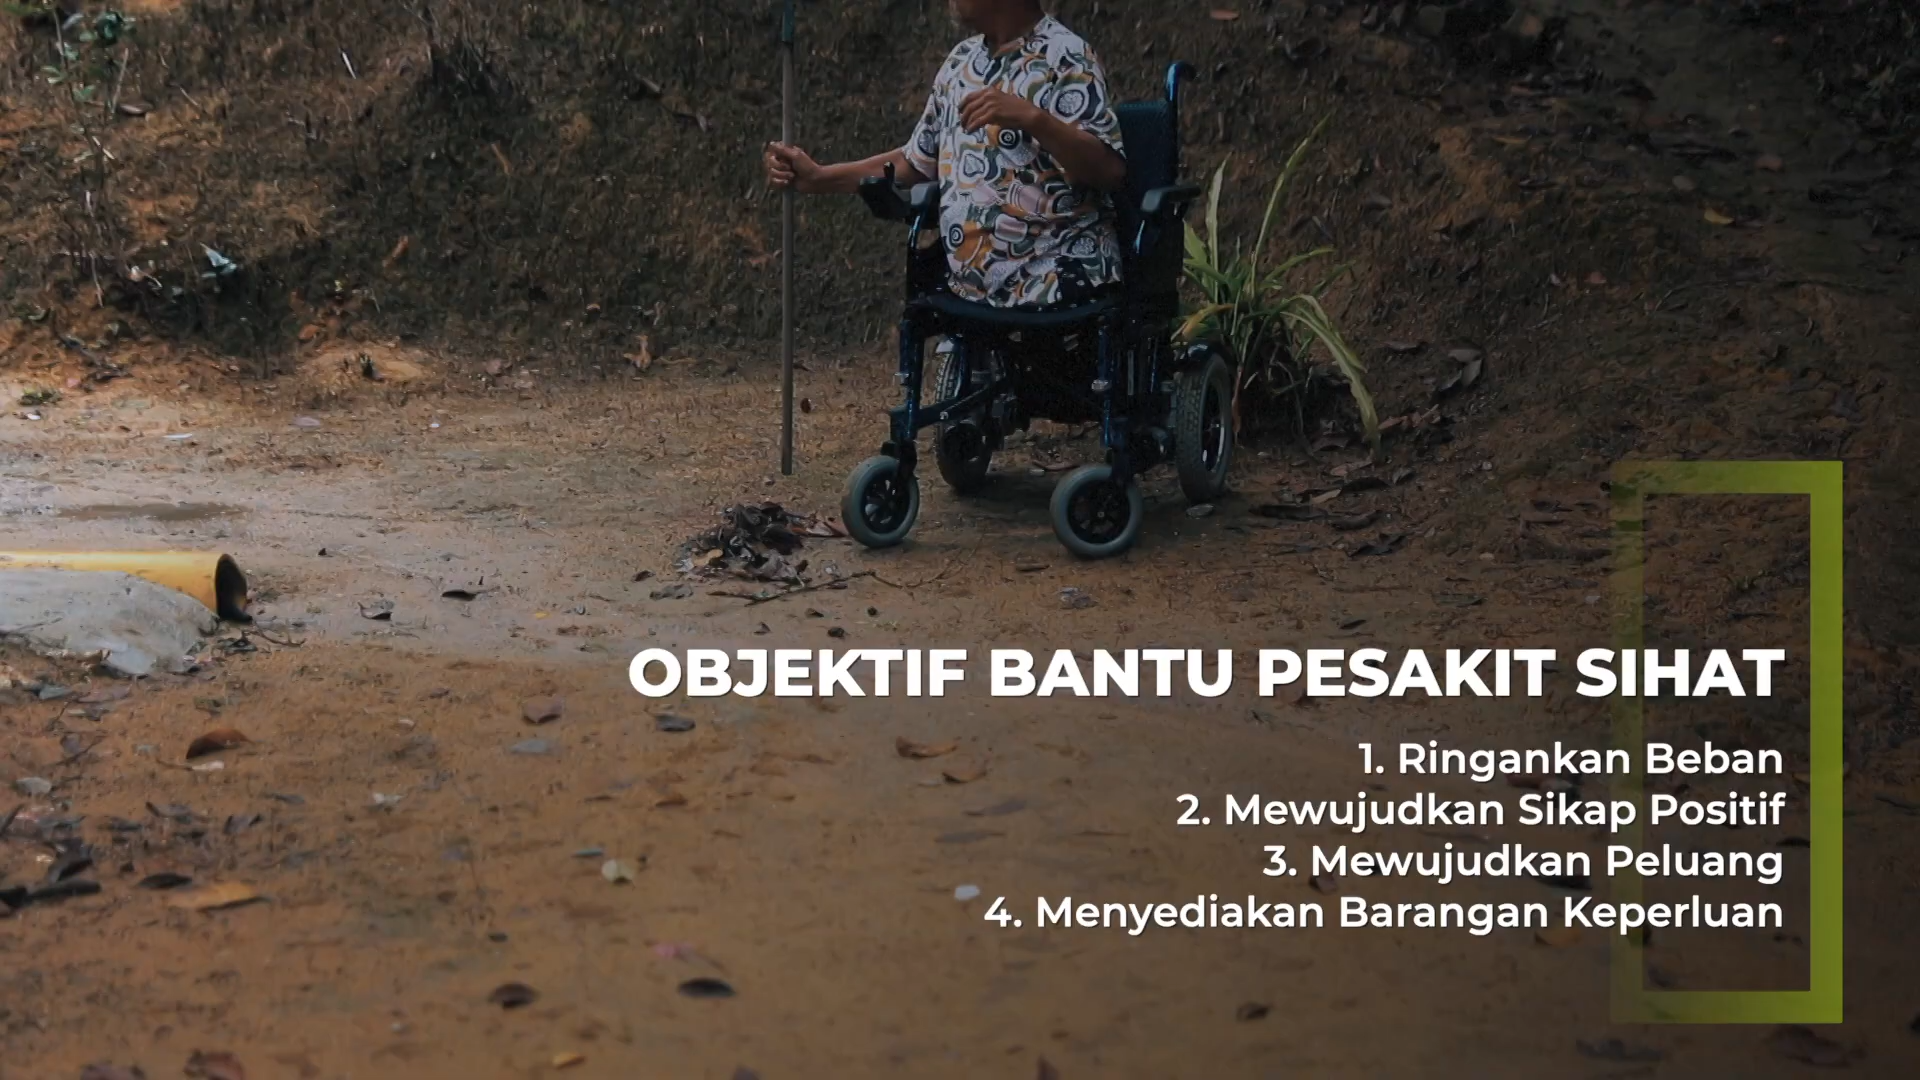 OBJEKTIF BANTU PESAKIT SIHAT
1. Ringankan Beban
2. Mewujudkan Sikap Positif
3. Mewujudkan Peluang
4. Menyediakan Barangan Keperluan